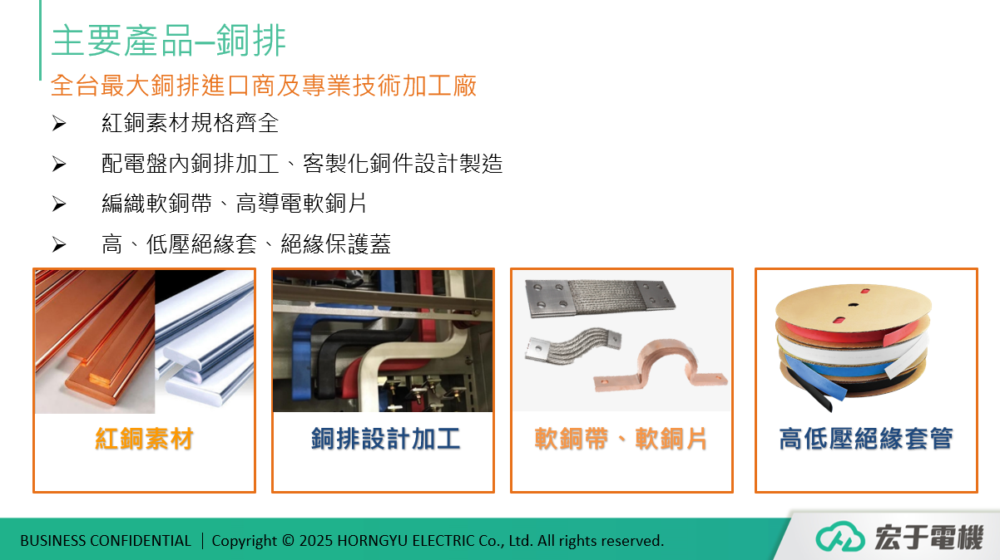 主要產品–銅排
全台最大銅排進口商及專業技術加工廠
紅銅素材規格齊全
配電盤內銅排加工、客製化銅件設計製造
編織軟銅帶、高導電軟銅片
高、低壓絕緣套、絕緣保護蓋
紅銅素材
銅排設計加工
軟銅帶、軟銅片
高低壓絕緣套管
BUSINESS CONFIDENTIAL │ Copyright © 2025 HORNGYU ELECTRIC Co., Ltd. All rights reserved.
宏于電機